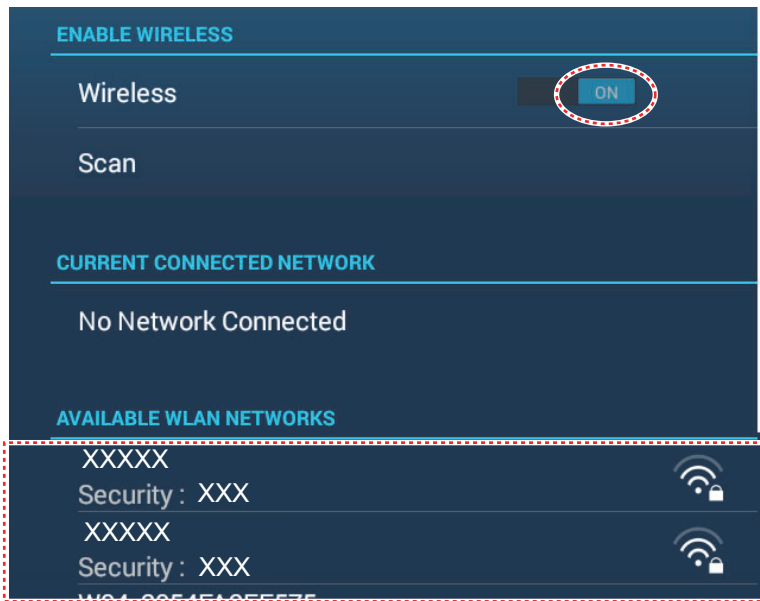 ENABLE WIRELESS
Wireless ON
Scan
CURRENT CONNECTED NETWORK
No Network Connected
AVAILABLE WLAN NETWORKS
XXXXX
Security : XXX
XXXXX
Security : XXX